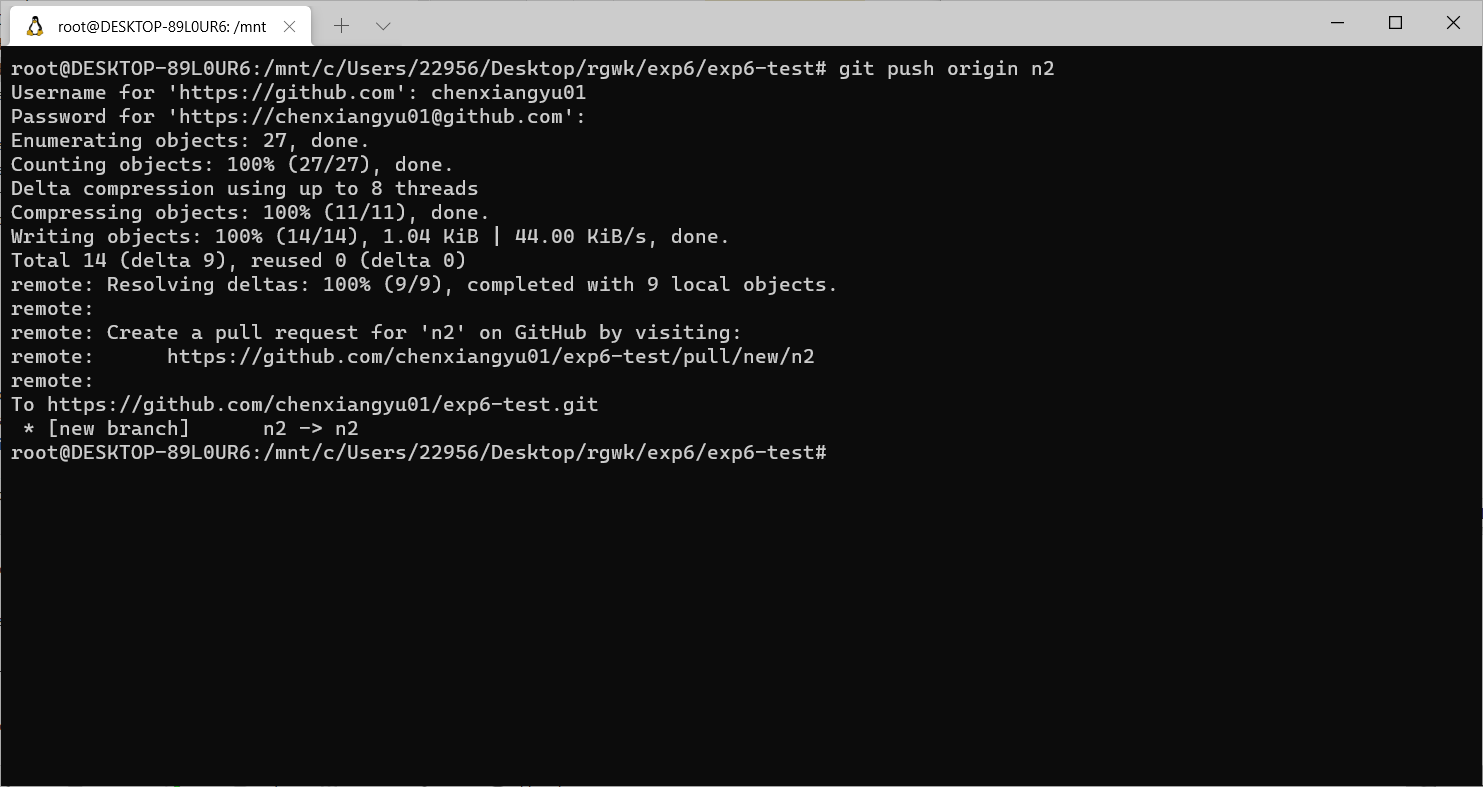 root@DESKTOP-89L0UR6: /mnt
root@DESKTOP-89L0UR6:/mnt/c/Users/22956/Desktop/rgwk/exp6/exp6-test# git push origin n2
Username for 'https://github.com': chenxiangyu01
Password for 'https://chenxiangyu01@github.com':
Enumerating objects: 27, done.
Counting objects: 100% (27/27), done.
Delta compression using up to 8 threads
Compressing objects: 100% (11/11), done.
Writing objects: 100% (14/14), 1.04 KiB | 44.00 KiB/s, done.
Total 14 (delta 9), reused 0 (delta 0)
remote: Resolving deltas: 100% (9/9), completed with 9 local objects.
remote:
remote: Create a pull request for 'n2' on GitHub by visiting:
remote:      https://github.com/chenxiangyu01/exp6-test/pull/new/n2
remote:
To https://github.com/chenxiangyu01/exp6-test.git
 * [new branch]      n2 -> n2
root@DESKTOP-89L0UR6:/mnt/c/Users/22956/Desktop/rgwk/exp6/exp6-test#